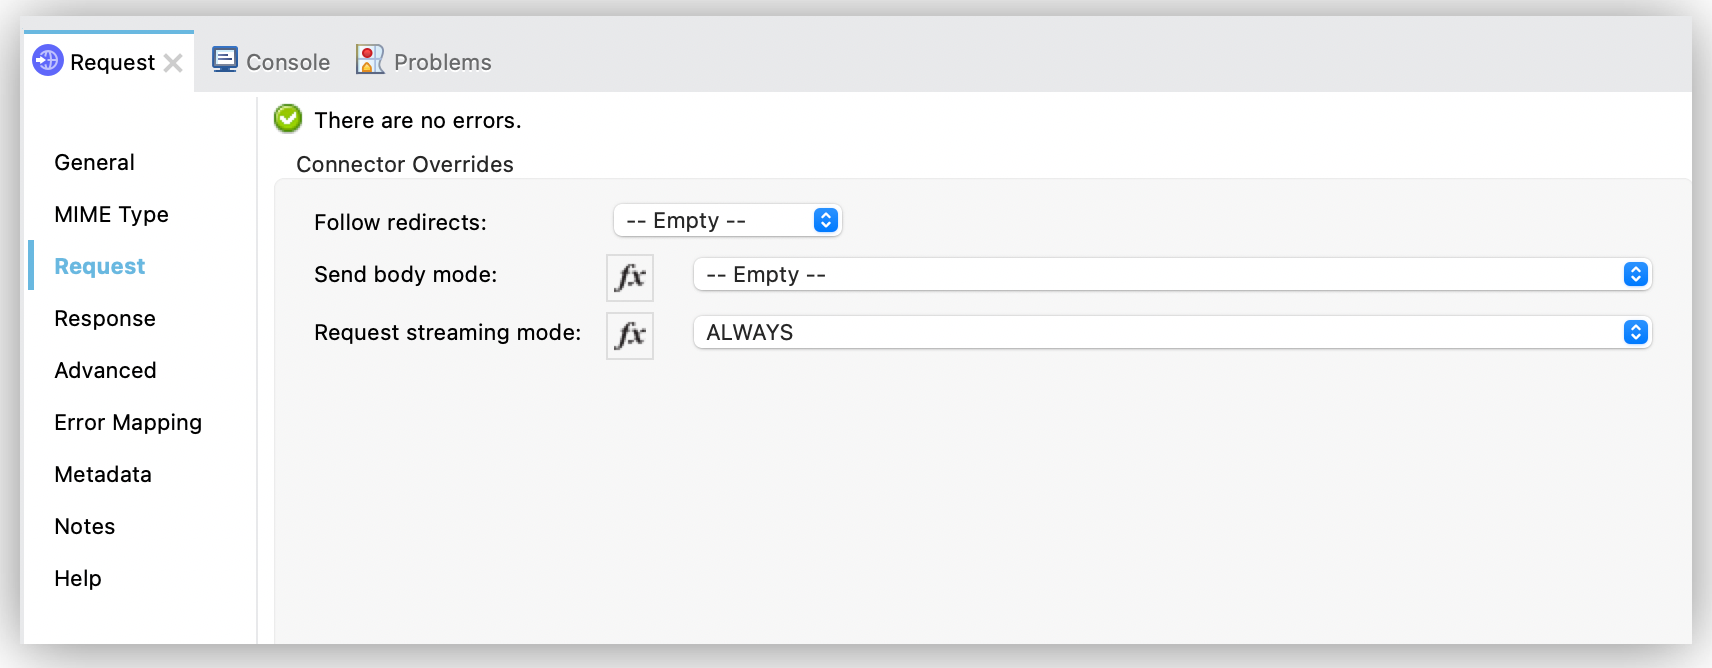 Request
Console
Problems
There are no errors.
Connector Overrides
General
MIME Type
Request
Response
Advanced
Error Mapping
Metadata
Notes
Help
Follow redirects: -- Empty --
Send body mode: fx -- Empty --
Request streaming mode: fx ALWAYS